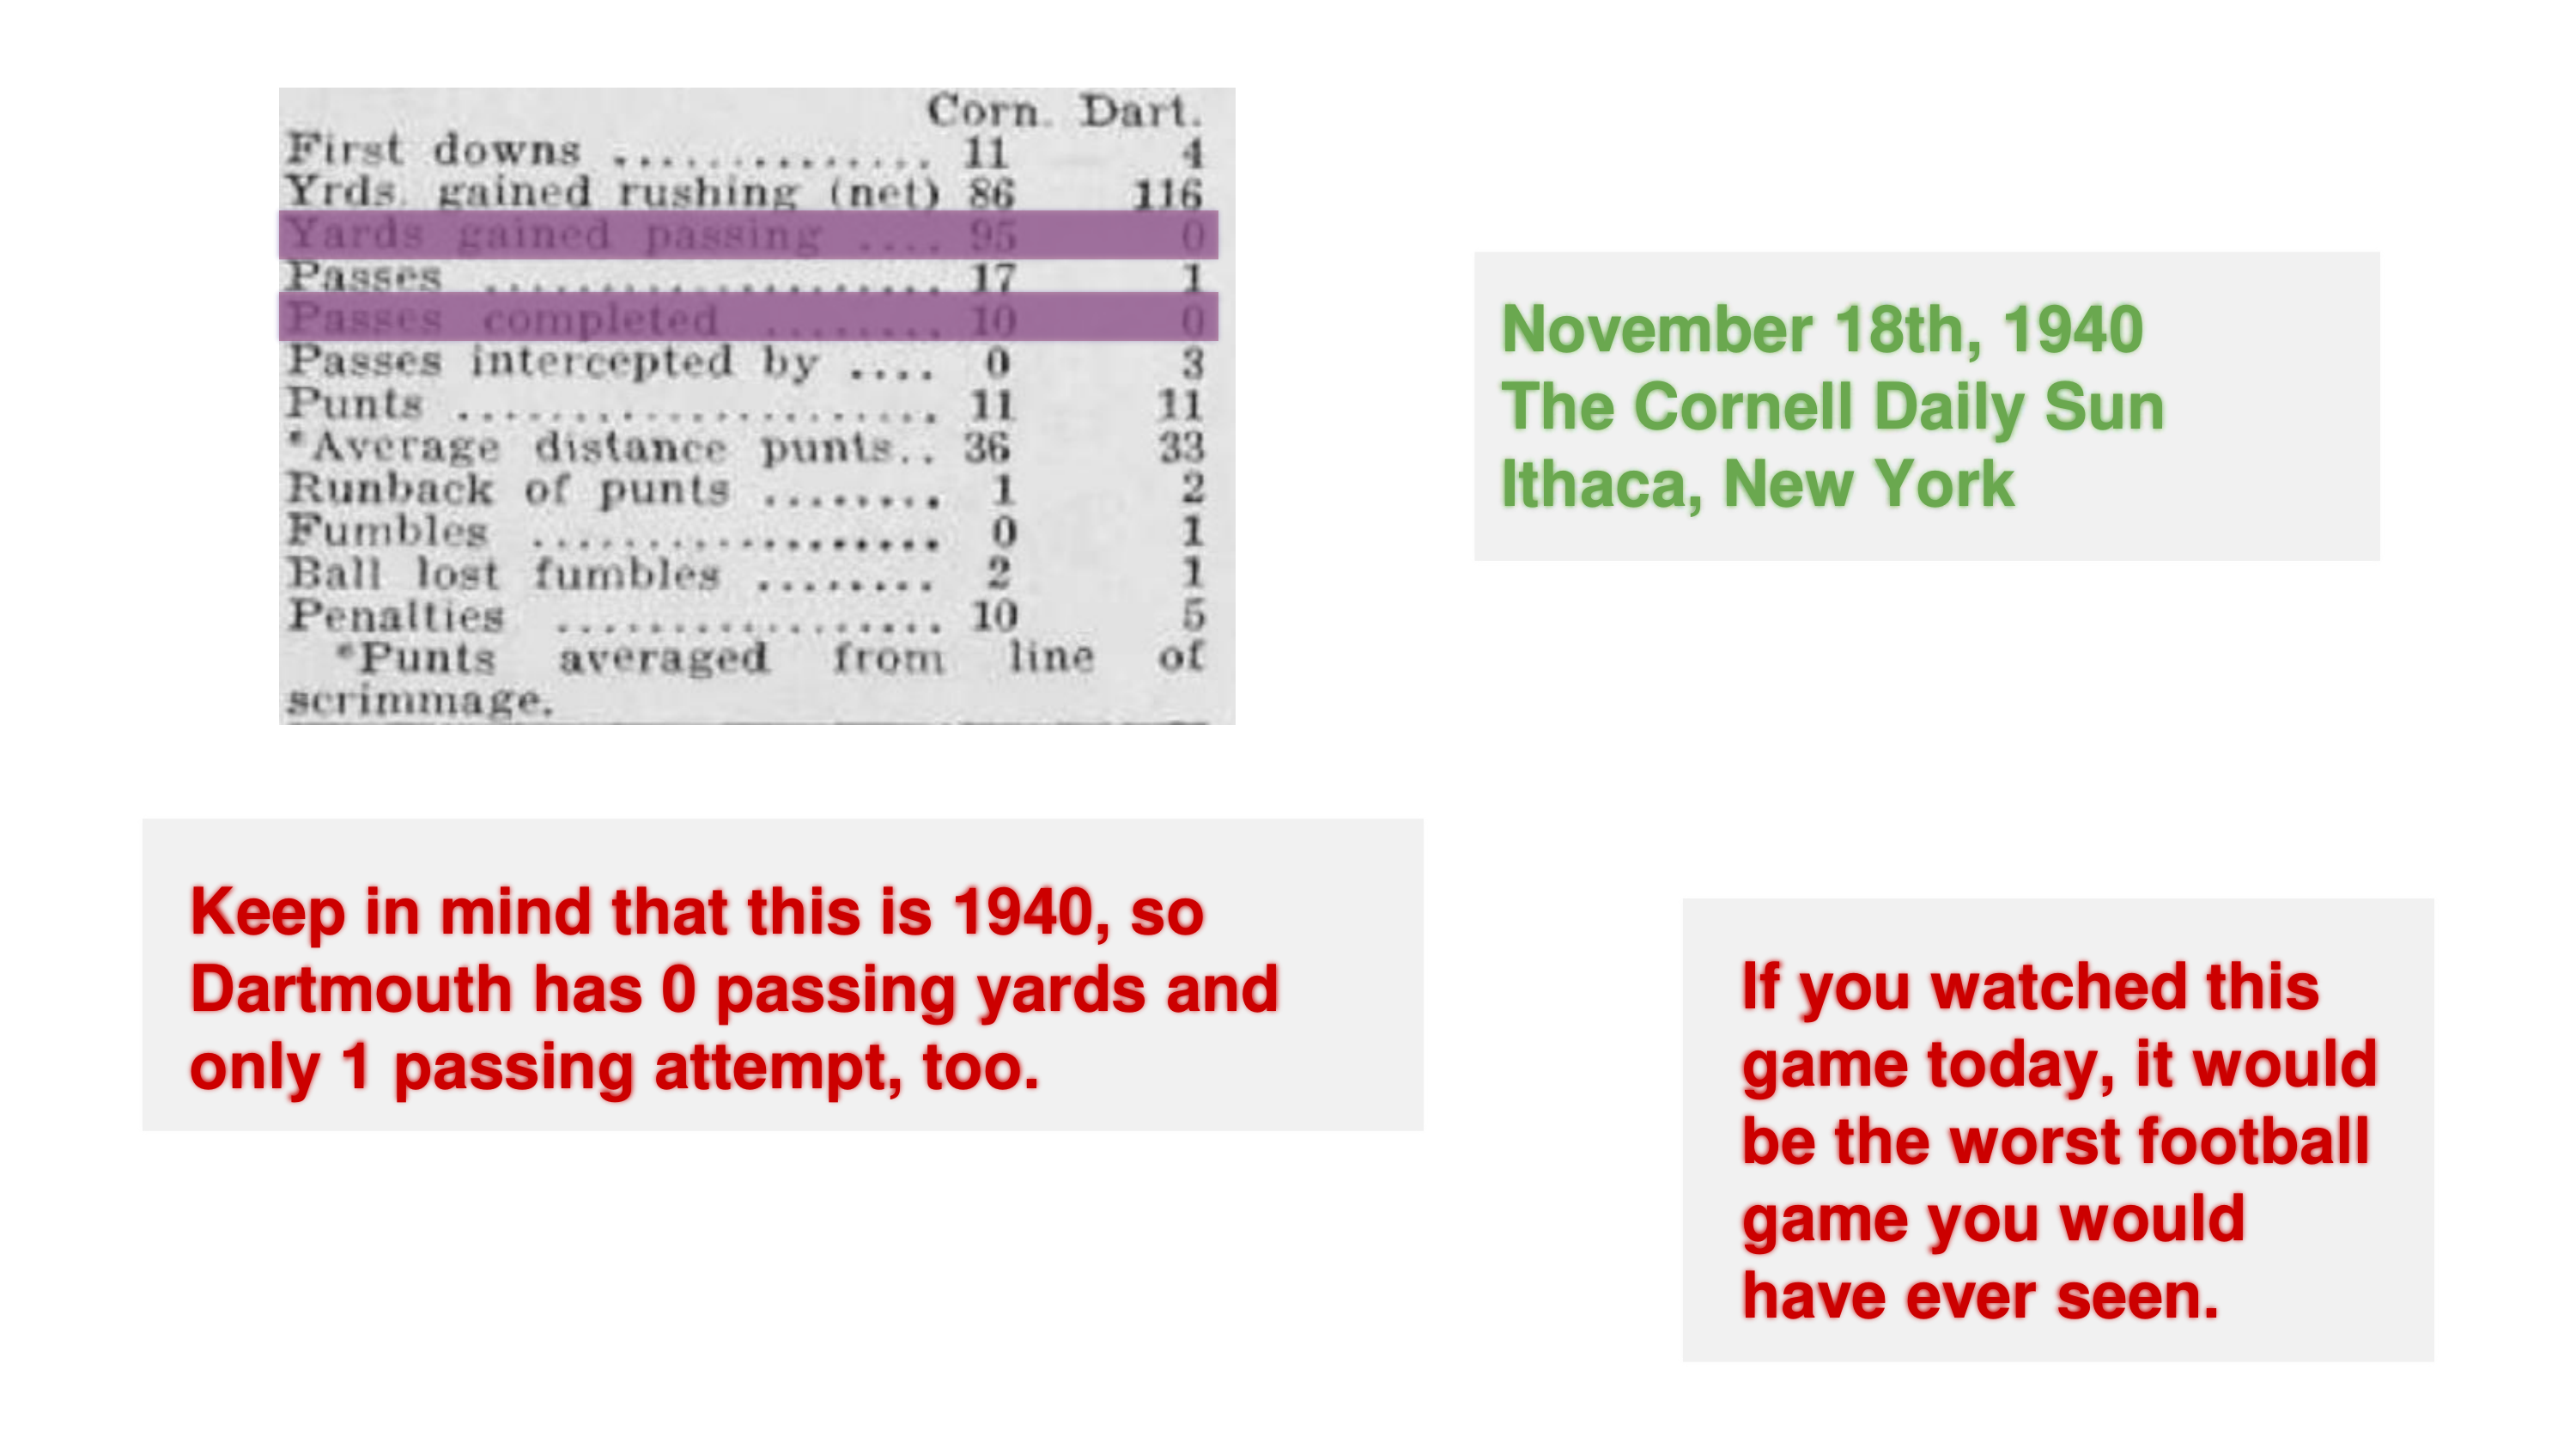 Corn. Dart.
First downs .............. 11 4
Yrds. gained rushing (net) 86 116
Yards gained passing .... 95 0
Passes .................... 17 1
Passes completed ........ 10 0
Passes intercepted by .... 0 3
Punts ..................... 11 11
*Average distance punts.. 36 33
Runback of punts ........ 1 2
Fumbles .................. 0 1
Ball lost fumbles ........ 2 1
Penalties ................. 10 5
*Punts averaged from line of
scrimmage.
November 18th, 1940
The Cornell Daily Sun
Ithaca, New York
Keep in mind that this is 1940, so
Dartmouth has 0 passing yards and
only 1 passing attempt, too.
If you watched this
game today, it would
be the worst football
game you would
have ever seen.